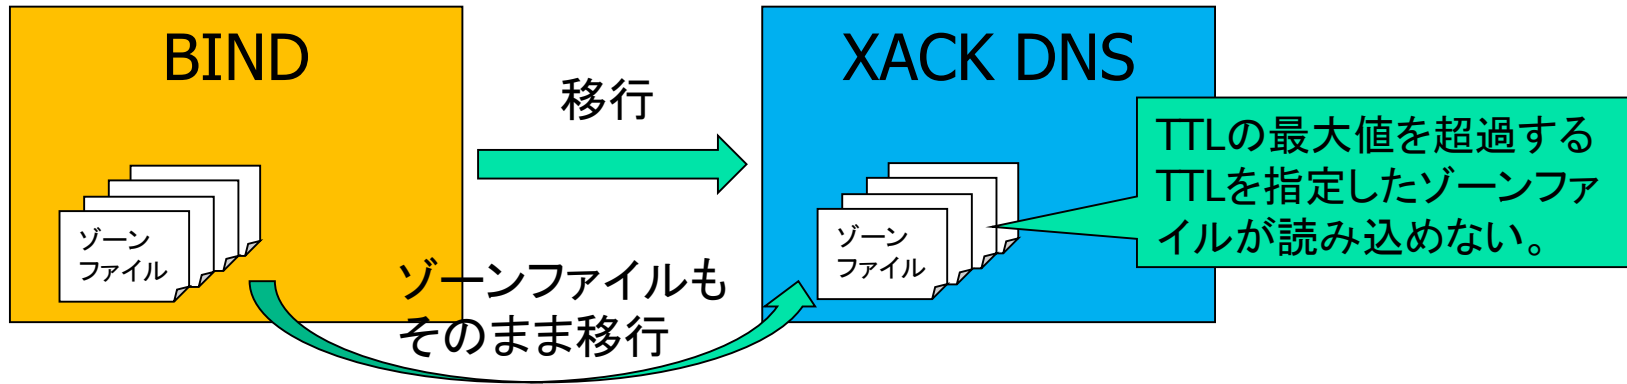 BIND
移行
XACK DNS
TTLの最大値を超過する
TTLを指定したゾーンファ
イルが読み込めない。
ゾーン
ファイル
ゾーン
ファイル
ゾーンファイルも
そのまま移行